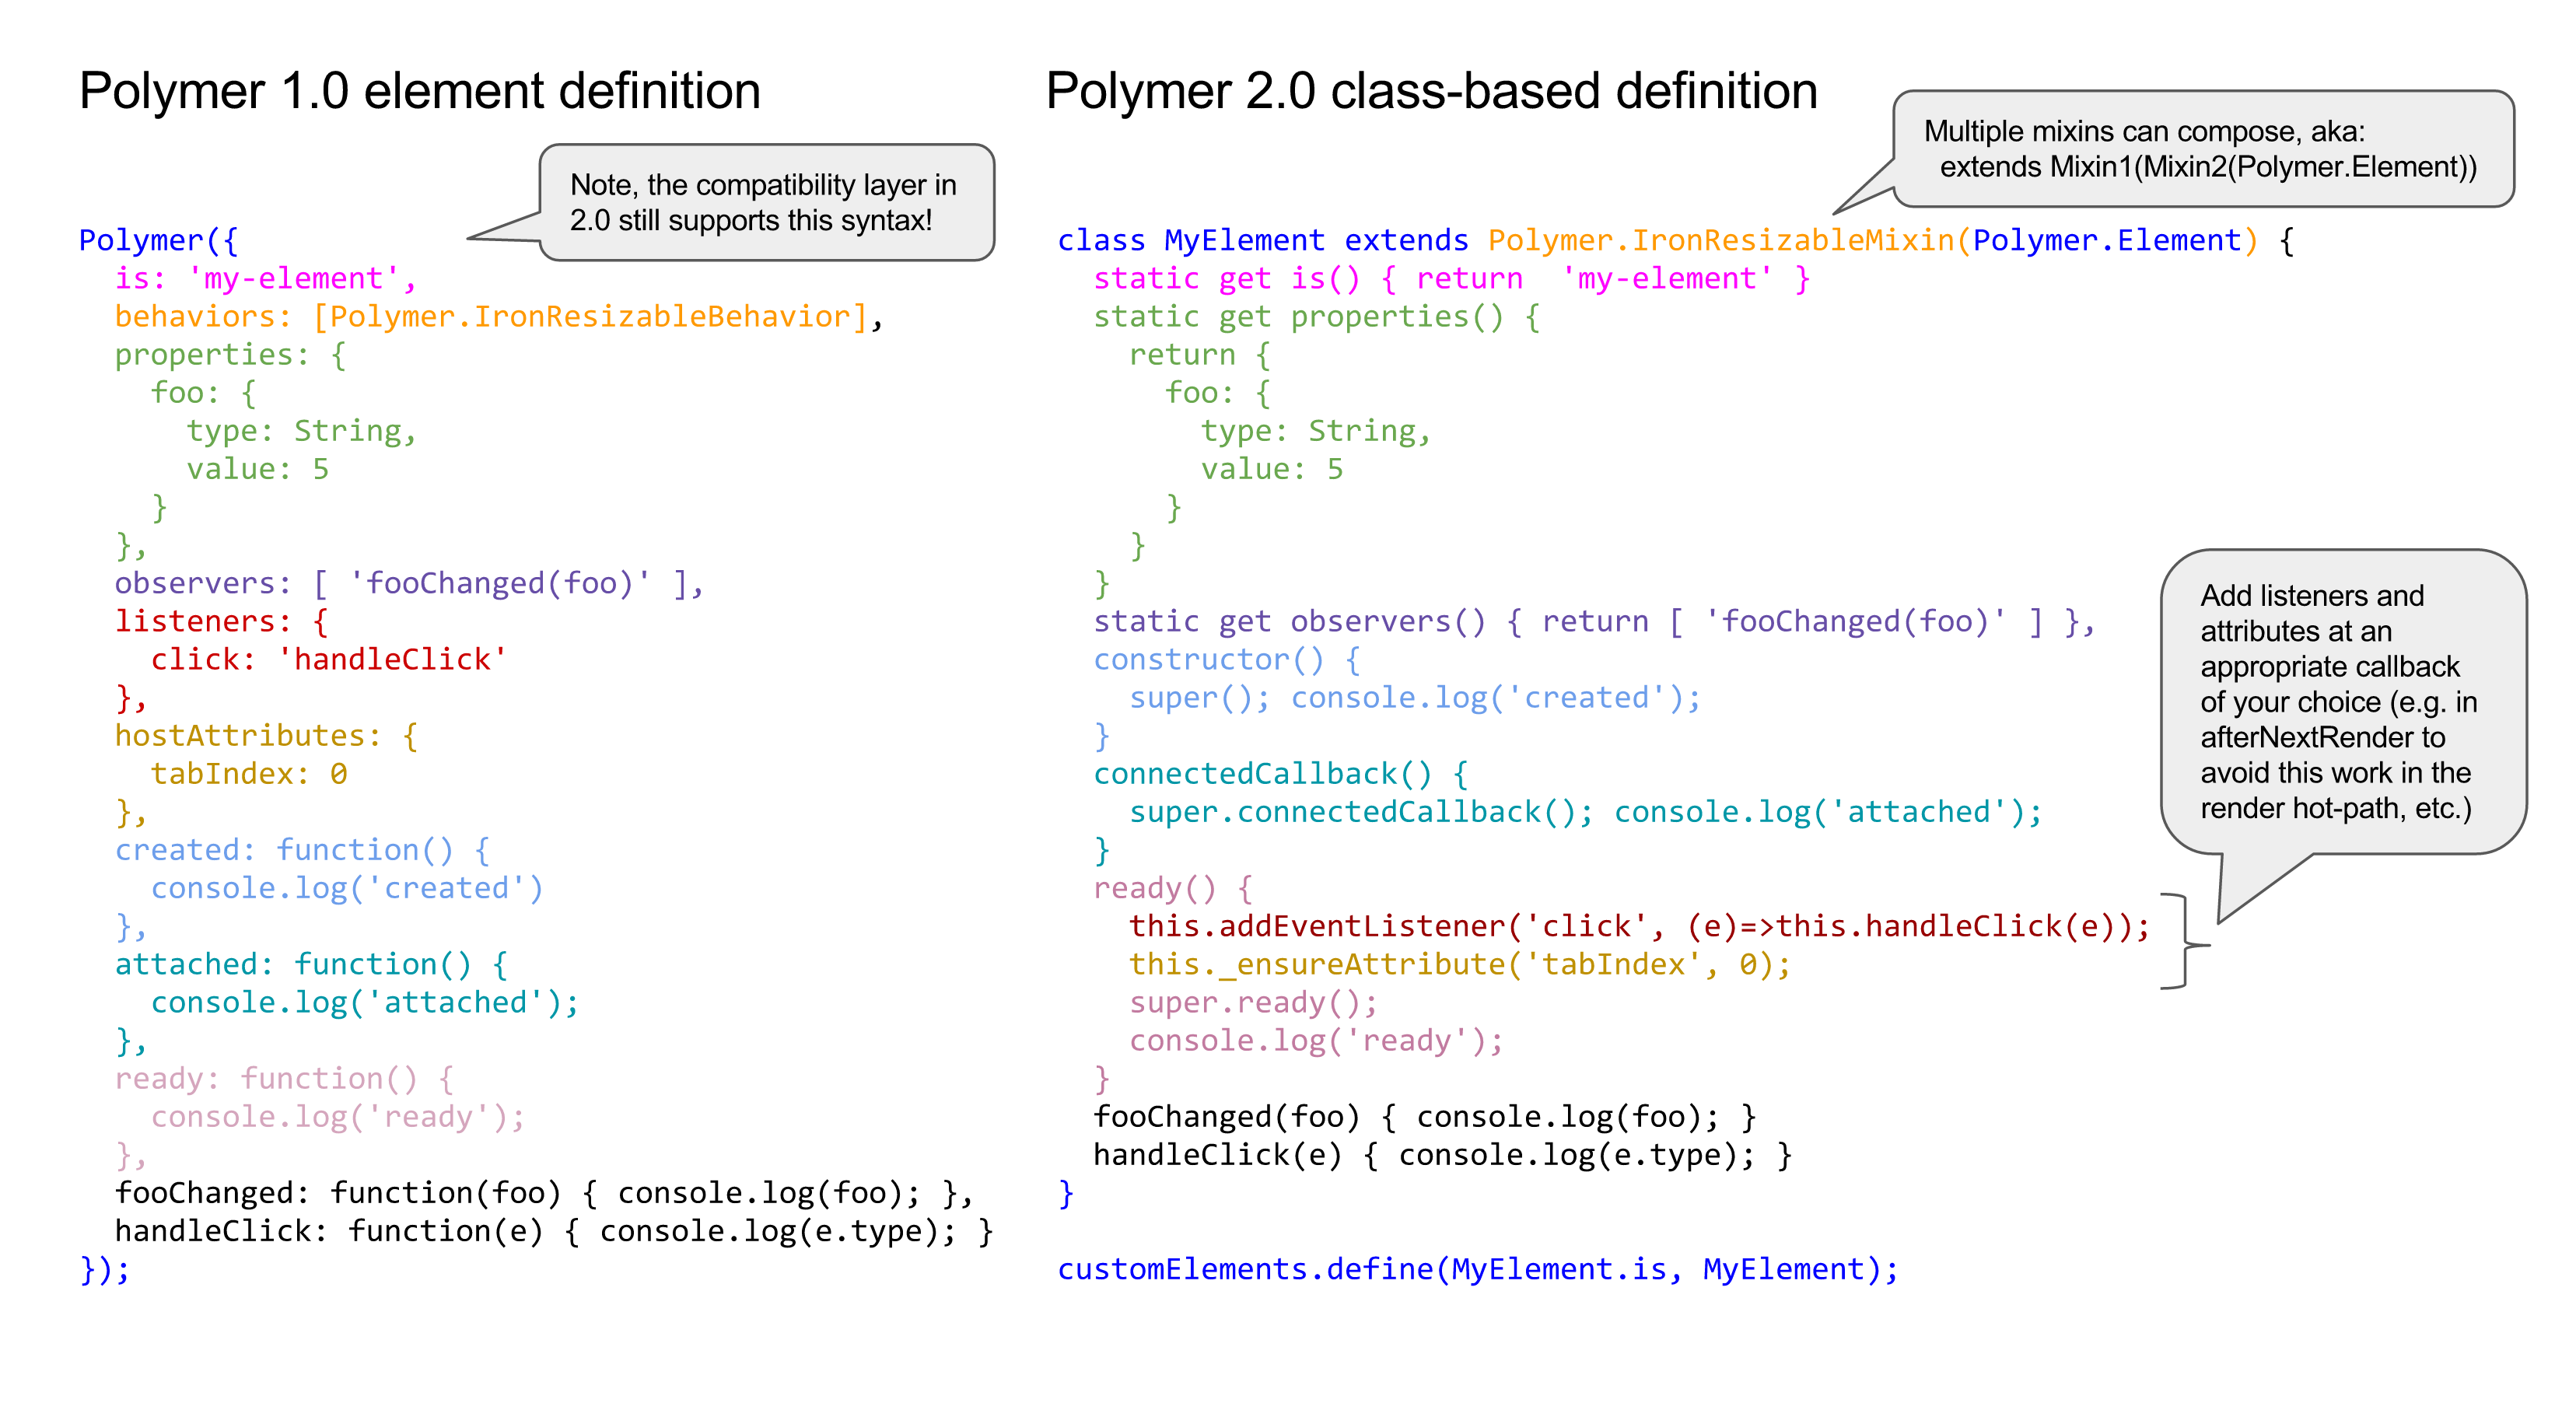 Polymer 1.0 element definition
Note, the compatibility layer in
2.0 still supports this syntax!
Polymer({
  is: 'my-element',
  behaviors: [Polymer.IronResizableBehavior],
  properties: {
    foo: {
      type: String,
      value: 5
    }
  },
  observers: [ 'fooChanged(foo)' ],
  listeners: {
    click: 'handleClick'
  },
  hostAttributes: {
    tabIndex: 0
  },
  created: function() {
    console.log('created')
  },
  attached: function() {
    console.log('attached');
  },
  ready: function() {
    console.log('ready');
  },
  fooChanged: function(foo) { console.log(foo); },
  handleClick: function(e) { console.log(e.type); }
});
Polymer 2.0 class-based definition
Multiple mixins can compose, aka:
  extends Mixin1(Mixin2(Polymer.Element))
class MyElement extends Polymer.IronResizableMixin(Polymer.Element) {
  static get is() { return  'my-element' }
  static get properties() {
    return {
      foo: {
        type: String,
        value: 5
      }
    }
  }
  static get observers() { return [ 'fooChanged(foo)' ] },
  constructor() {
    super(); console.log('created');
  }
  connectedCallback() {
    super.connectedCallback(); console.log('attached');
  }
  ready() {
    this.addEventListener('click', (e)=>this.handleClick(e));
    this._ensureAttribute('tabIndex', 0);
    super.ready();
    console.log('ready');
  }
  fooChanged(foo) { console.log(foo); }
  handleClick(e) { console.log(e.type); }
}
customElements.define(MyElement.is, MyElement);
Add listeners and
attributes at an
appropriate callback
of your choice (e.g. in
afterNextRender to
avoid this work in the
render hot-path, etc.)